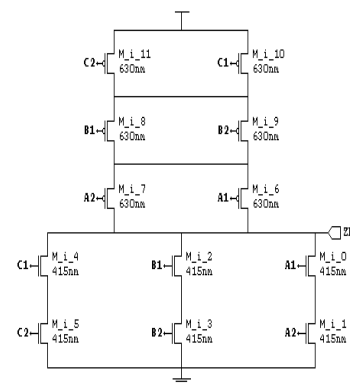 C2 M_i_11 630nm C1 M_i_10 630nm
B1 M_i_8 630nm B2 M_i_9 630nm
A2 M_i_7 630nm A1 M_i_6 630nm
C1 M_i_4 415nm B1 M_i_2 415nm A1 M_i_0 415nm
C2 M_i_5 415nm B2 M_i_3 415nm A2 M_i_1 415nm